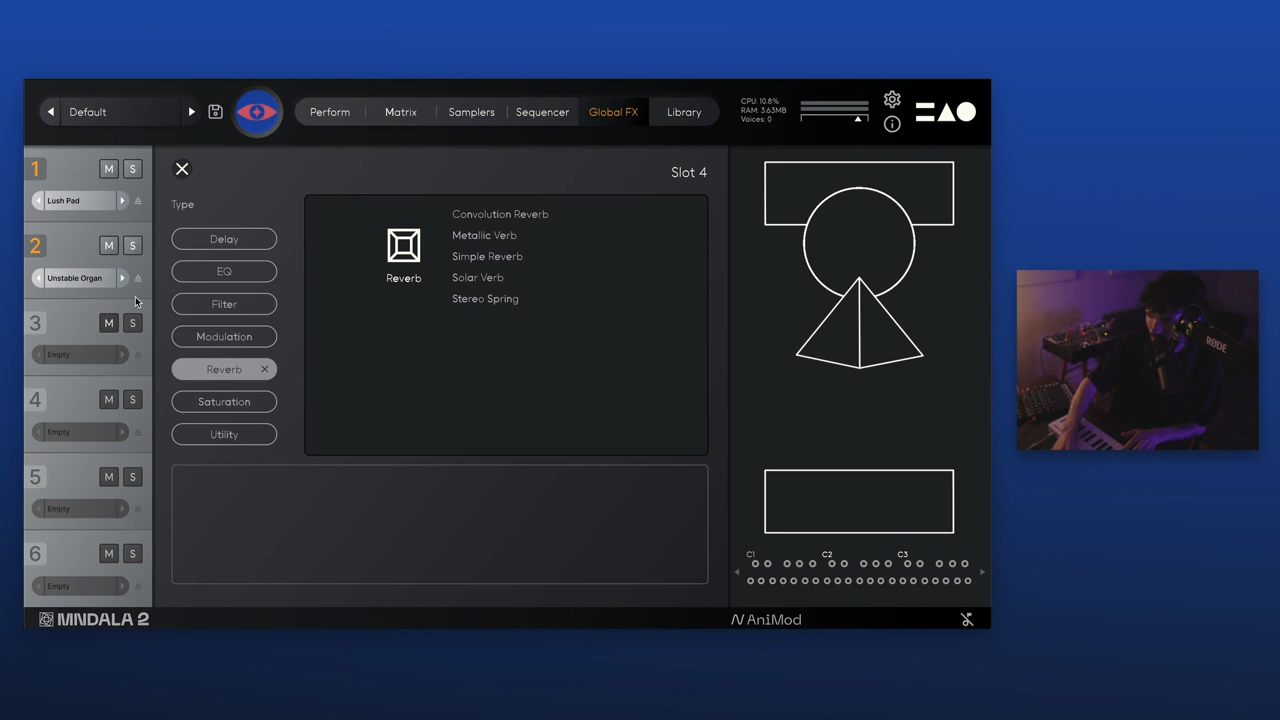 Default
Perform
Matrix
Samplers
Sequencer
Global FX
Library
CPU: 10.8%
RAM: 3.63MB
Voices: 0
1
M
S
Lush Pad
2
M
S
Unstable Organ
3
M
S
Empty
4
M
S
Empty
5
M
S
Empty
6
M
S
Empty
Slot 4
Type
Delay
EQ
Filter
Modulation
Reverb
Saturation
Utility
Reverb
Convolution Reverb
Metallic Verb
Simple Reverb
Solar Verb
Stereo Spring
C1
C2
C3
MNDALA 2
AniMod
RØDE